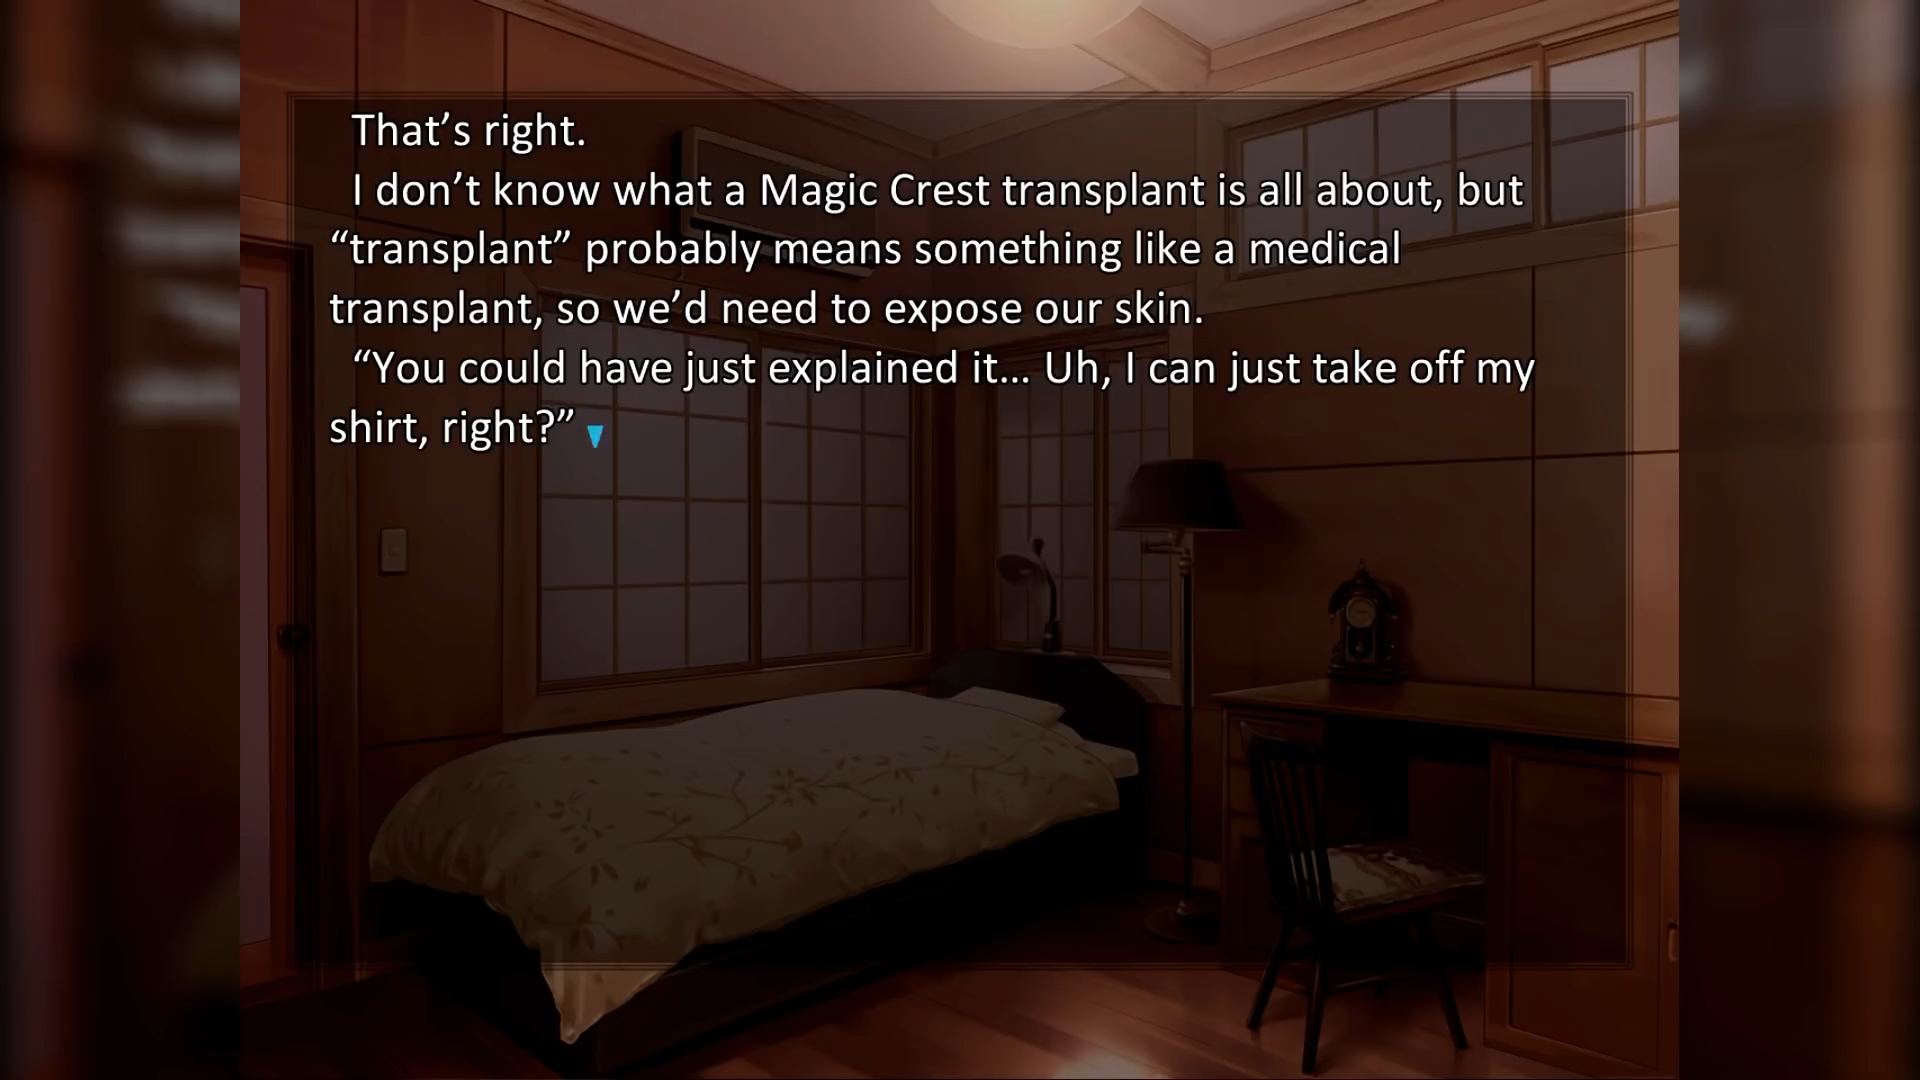 That’s right.
I don’t know what a Magic Crest transplant is all about, but
“transplant” probably means something like a medical
transplant, so we’d need to expose our skin.
“You could have just explained it… Uh, I can just take off my
shirt, right?”